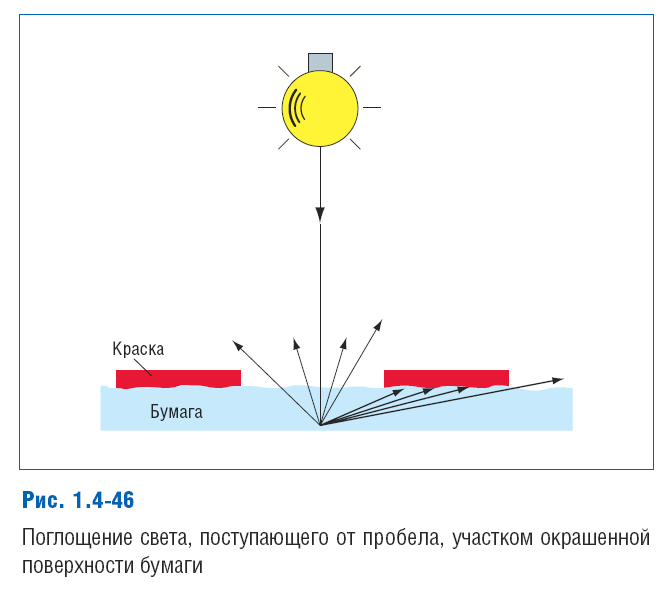 Краска
Бумага
Рис. 1.4-46
Поглощение света, поступающего от пробела, участком окрашенной
поверхности бумаги